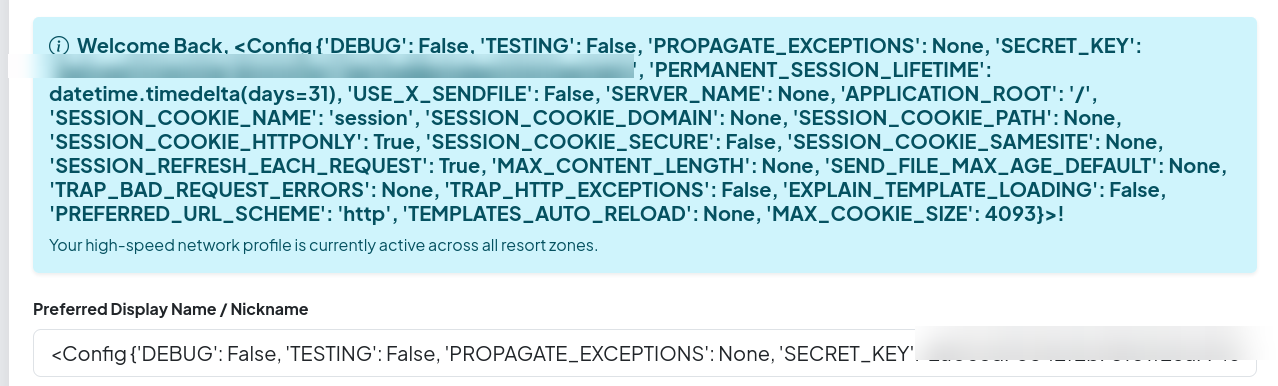 Welcome Back, <Config {'DEBUG': False, 'TESTING': False, 'PROPAGATE_EXCEPTIONS': None, 'SECRET_KEY':
', 'PERMANENT_SESSION_LIFETIME':
datetime.timedelta(days=31), 'USE_X_SENDFILE': False, 'SERVER_NAME': None, 'APPLICATION_ROOT': '/',
'SESSION_COOKIE_NAME': 'session', 'SESSION_COOKIE_DOMAIN': None, 'SESSION_COOKIE_PATH': None,
'SESSION_COOKIE_HTTPONLY': True, 'SESSION_COOKIE_SECURE': False, 'SESSION_COOKIE_SAMESITE': None,
'SESSION_REFRESH_EACH_REQUEST': True, 'MAX_CONTENT_LENGTH': None, 'SEND_FILE_MAX_AGE_DEFAULT': None,
'TRAP_BAD_REQUEST_ERRORS': None, 'TRAP_HTTP_EXCEPTIONS': False, 'EXPLAIN_TEMPLATE_LOADING': False,
'PREFERRED_URL_SCHEME': 'http', 'TEMPLATES_AUTO_RELOAD': None, 'MAX_COOKIE_SIZE': 4093}>!
Your high-speed network profile is currently active across all resort zones.
Preferred Display Name / Nickname
<Config {'DEBUG': False, 'TESTING': False, 'PROPAGATE_EXCEPTIONS': None, 'SECRET_KEY':